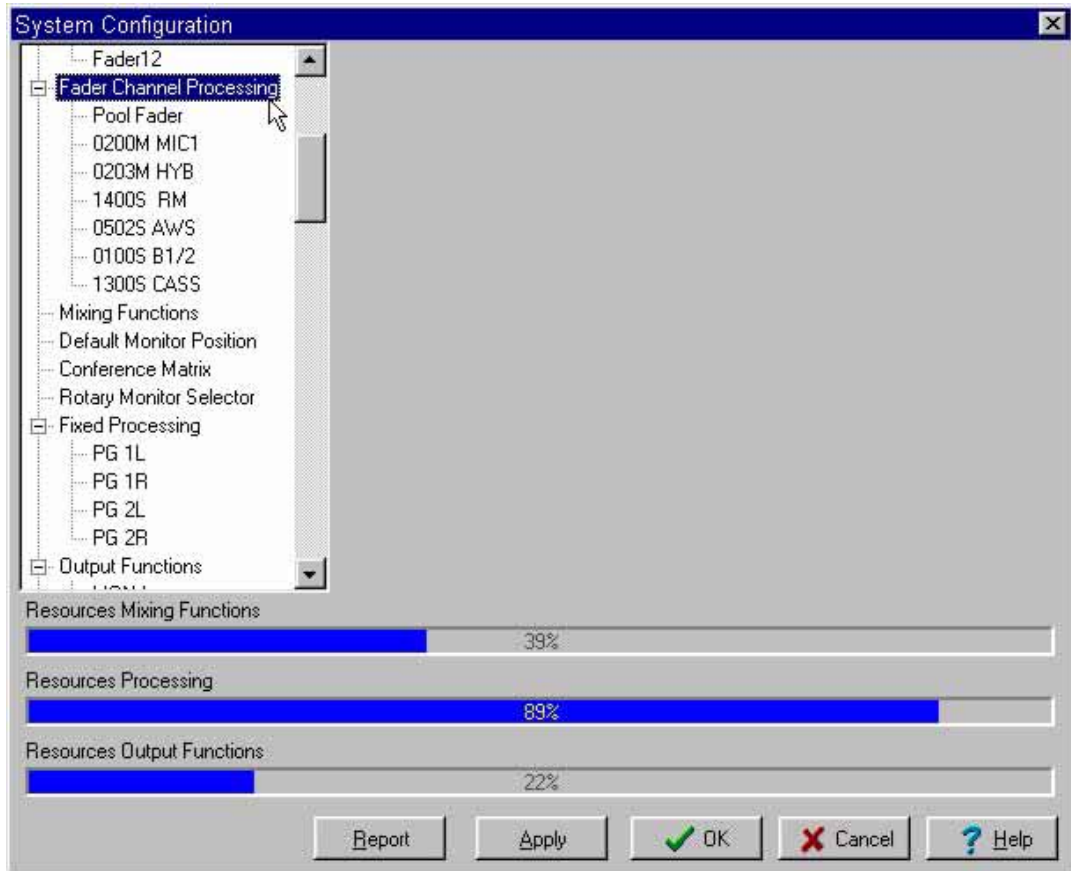 System Configuration
Fader12
Fader Channel Processing
Pool Fader
0200M MIC1
0203M HYB
1400S  RM
0502S AWS
0100S B1/2
1300S CASS
Mixing Functions
Default Monitor Position
Conference Matrix
Rotary Monitor Selector
Fixed Processing
PG 1L
PG 1R
PG 2L
PG 2R
Output Functions
Resources Mixing Functions
39%
Resources Processing
89%
Resources Output Functions
22%
Report
Apply
OK
Cancel
Help